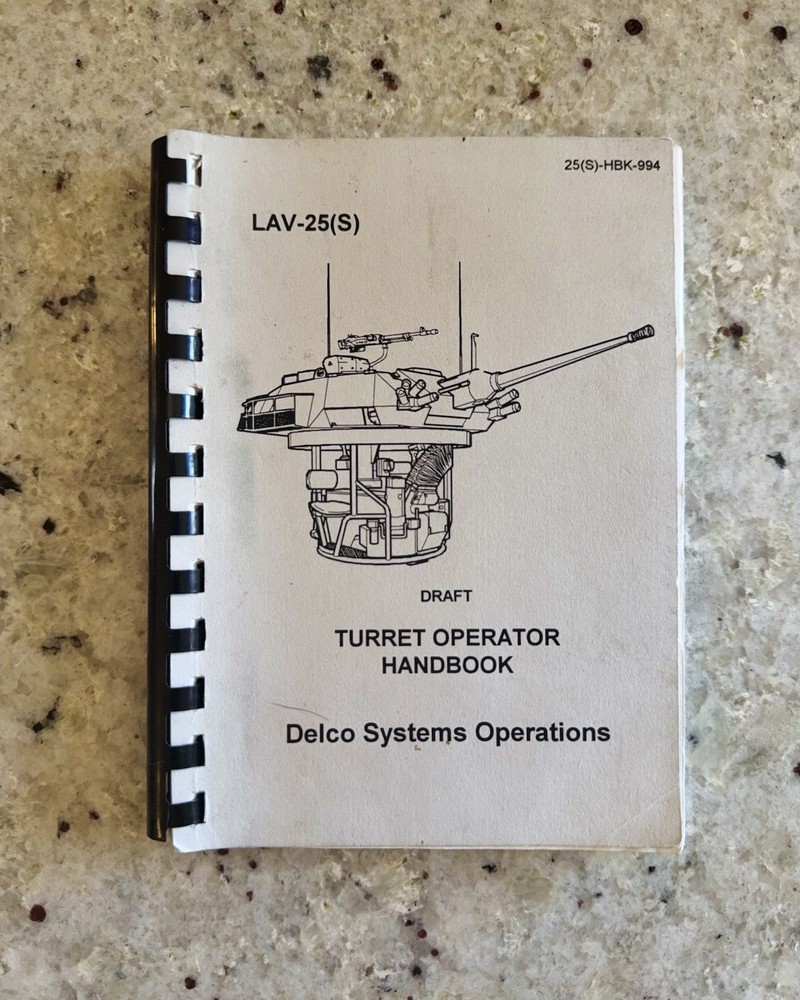 25(S)-HBK-994
LAV-25(S)
DRAFT
TURRET OPERATOR
HANDBOOK
Delco Systems Operations